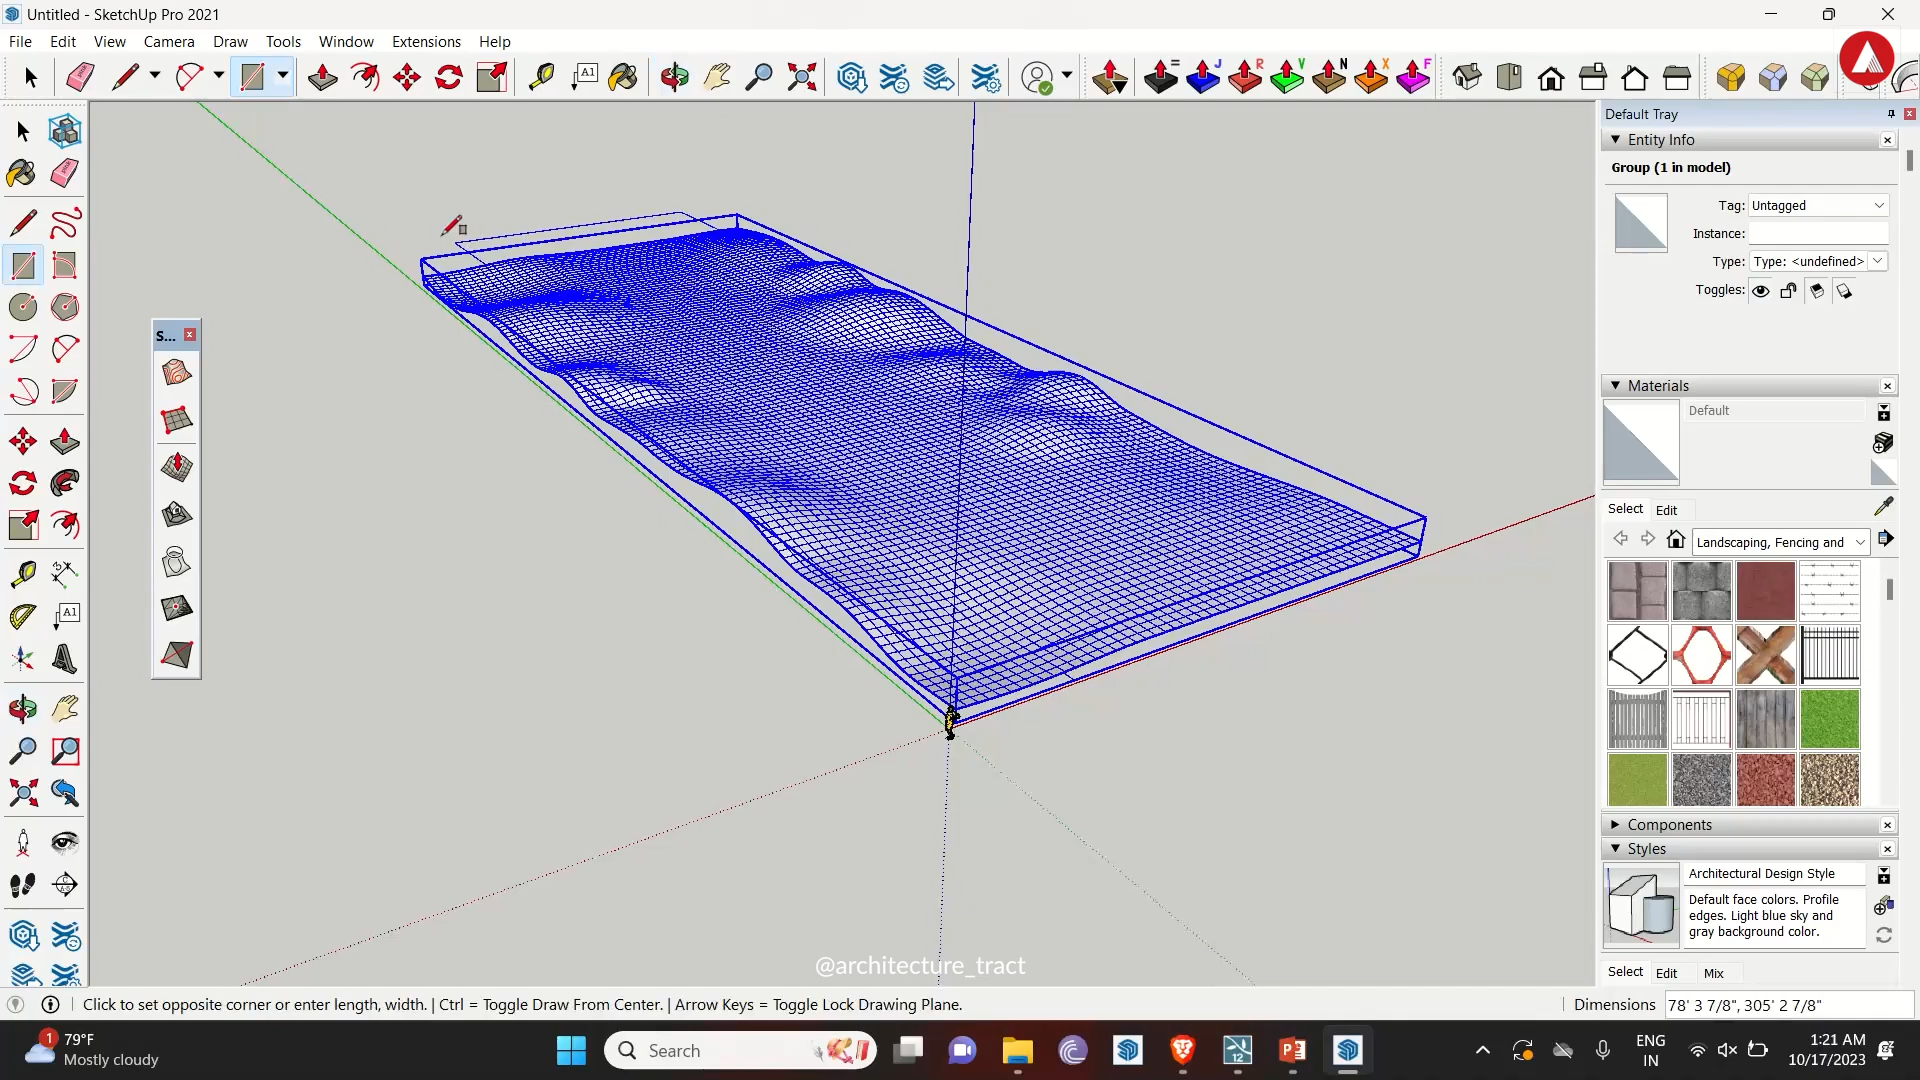 Untitled - SketchUp Pro 2021
File Edit View Camera Draw Tools Window Extensions Help
A1
= J R V N X F
Default Tray
Entity Info
Group (1 in model)
Tag: Untagged
Instance:
Type: Type: <undefined>
Toggles:
S...
Materials
Default
Select Edit
Landscaping, Fencing and
A1
Components
Styles
Architectural Design Style
Default face colors. Profile
edges. Light blue sky and
gray background color.
Select Edit Mix
@architecture_tract
Click to set opposite corner or enter length, width. | Ctrl = Toggle Draw From Center. | Arrow Keys = Toggle Lock Drawing Plane.
Dimensions 78' 3 7/8", 305' 2 7/8"
1
79°F
Mostly cloudy
Search
12
ENG
IN
1:21 AM
10/17/2023